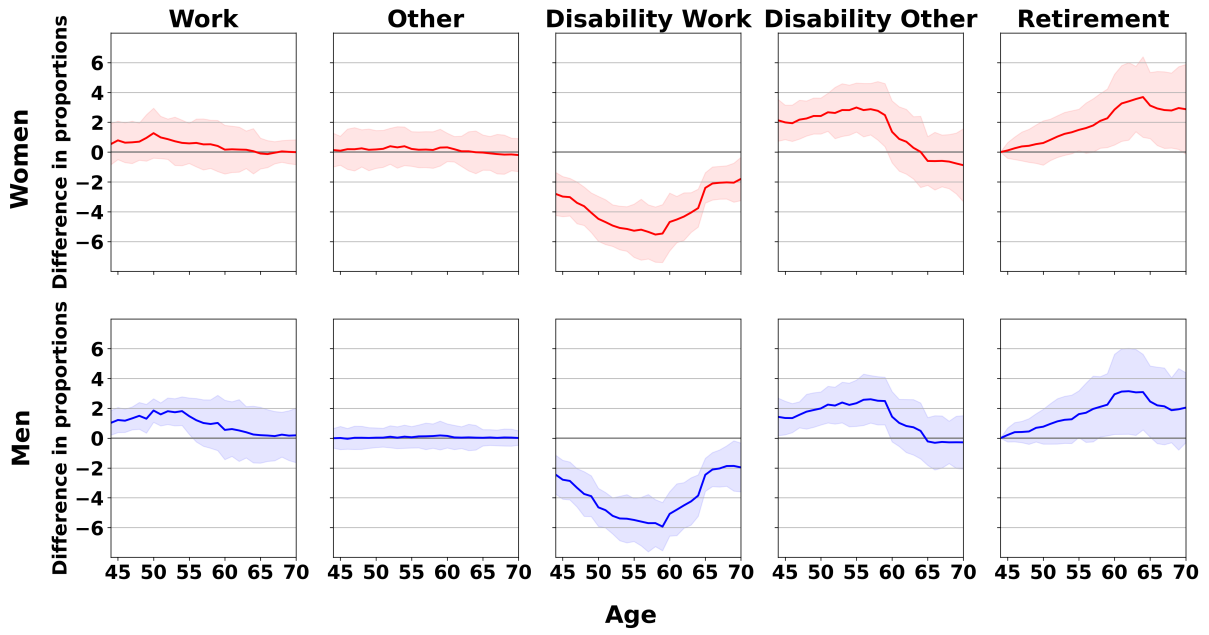 Work Other Disability Work Disability Other Retirement
Women
Difference in proportions
6
4
2
0
−2
−4
−6
Men
Difference in proportions
6
4
2
0
−2
−4
−6
45 50 55 60 65 70 45 50 55 60 65 70 45 50 55 60 65 70 45 50 55 60 65 70 45 50 55 60 65 70
Age